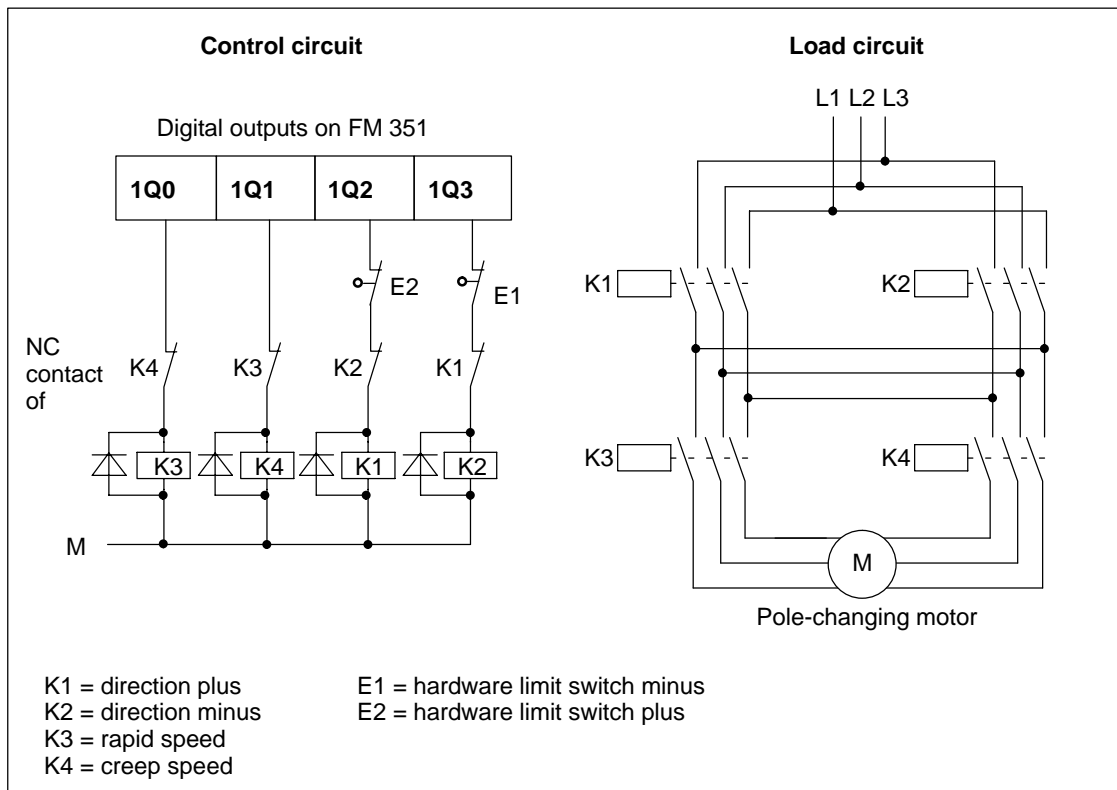 Control circuit
Load circuit
L1 L2 L3
Digital outputs on FM 351
1Q0 1Q1 1Q2 1Q3
E2 E1
K1 K2
NC
contact
of
K4 K3 K2 K1
K3 K4 K1 K2
K3 K4
M
M
Pole-changing motor
K1 = direction plus
K2 = direction minus
K3 = rapid speed
K4 = creep speed
E1 = hardware limit switch minus
E2 = hardware limit switch plus